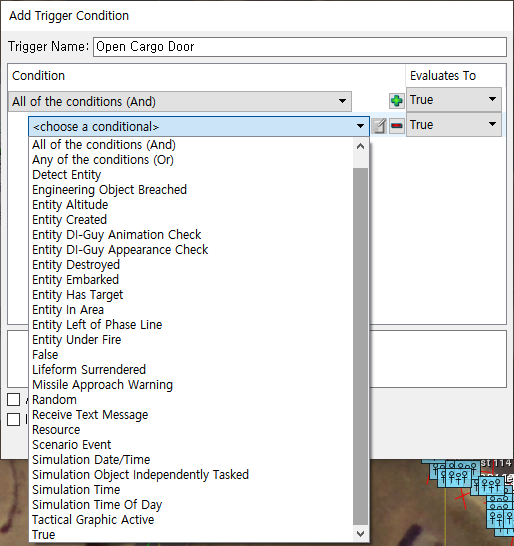 Add Trigger Condition
Trigger Name: Open Cargo Door
Condition Evaluates To
All of the conditions (And) True
<choose a conditional> True
All of the conditions (And)
Any of the conditions (Or)
Detect Entity
Engineering Object Breached
Entity Altitude
Entity Created
Entity DI-Guy Animation Check
Entity DI-Guy Appearance Check
Entity Destroyed
Entity Embarked
Entity Has Target
Entity In Area
Entity Left of Phase Line
Entity Under Fire
False
Lifeform Surrendered
Missile Approach Warning
Random
Receive Text Message
Resource
Scenario Event
Simulation Date/Time
Simulation Object Independently Tasked
Simulation Time
Simulation Time Of Day
Tactical Graphic Active
True